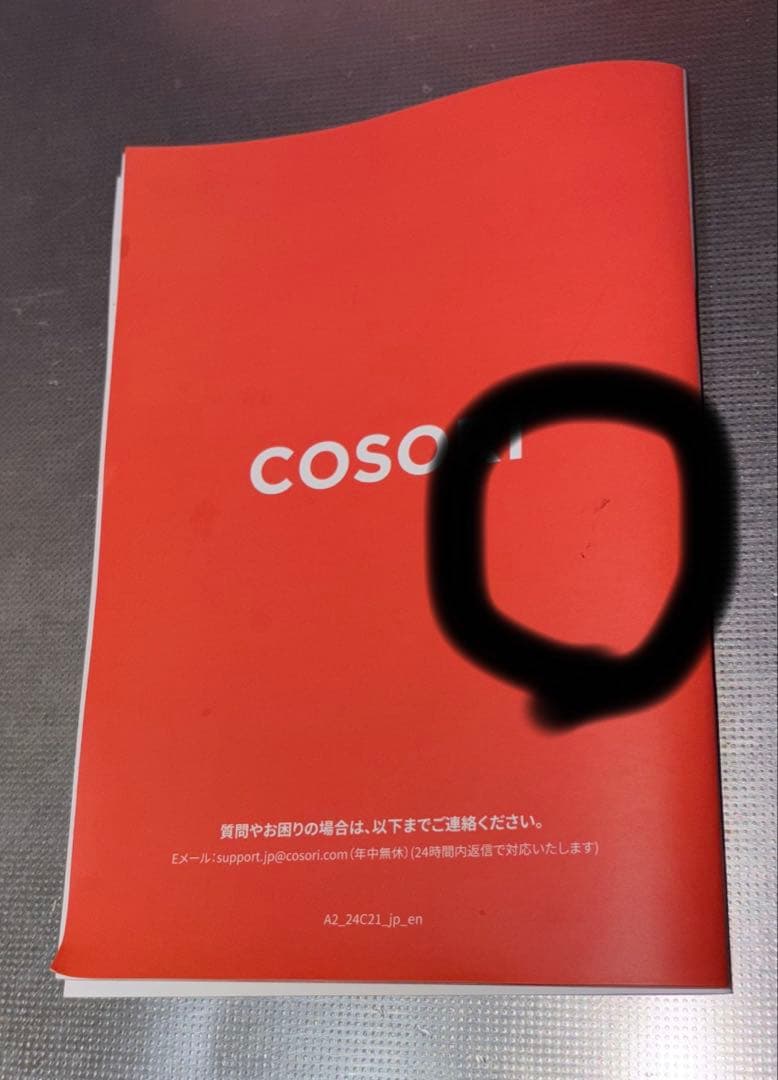 COSORI
質問やお困りの場合は、以下までご連絡ください。
Eメール：support.jp@cosori.com（年中無休）(24時間内返信で対応いたします)
A2_24C21_jp_en